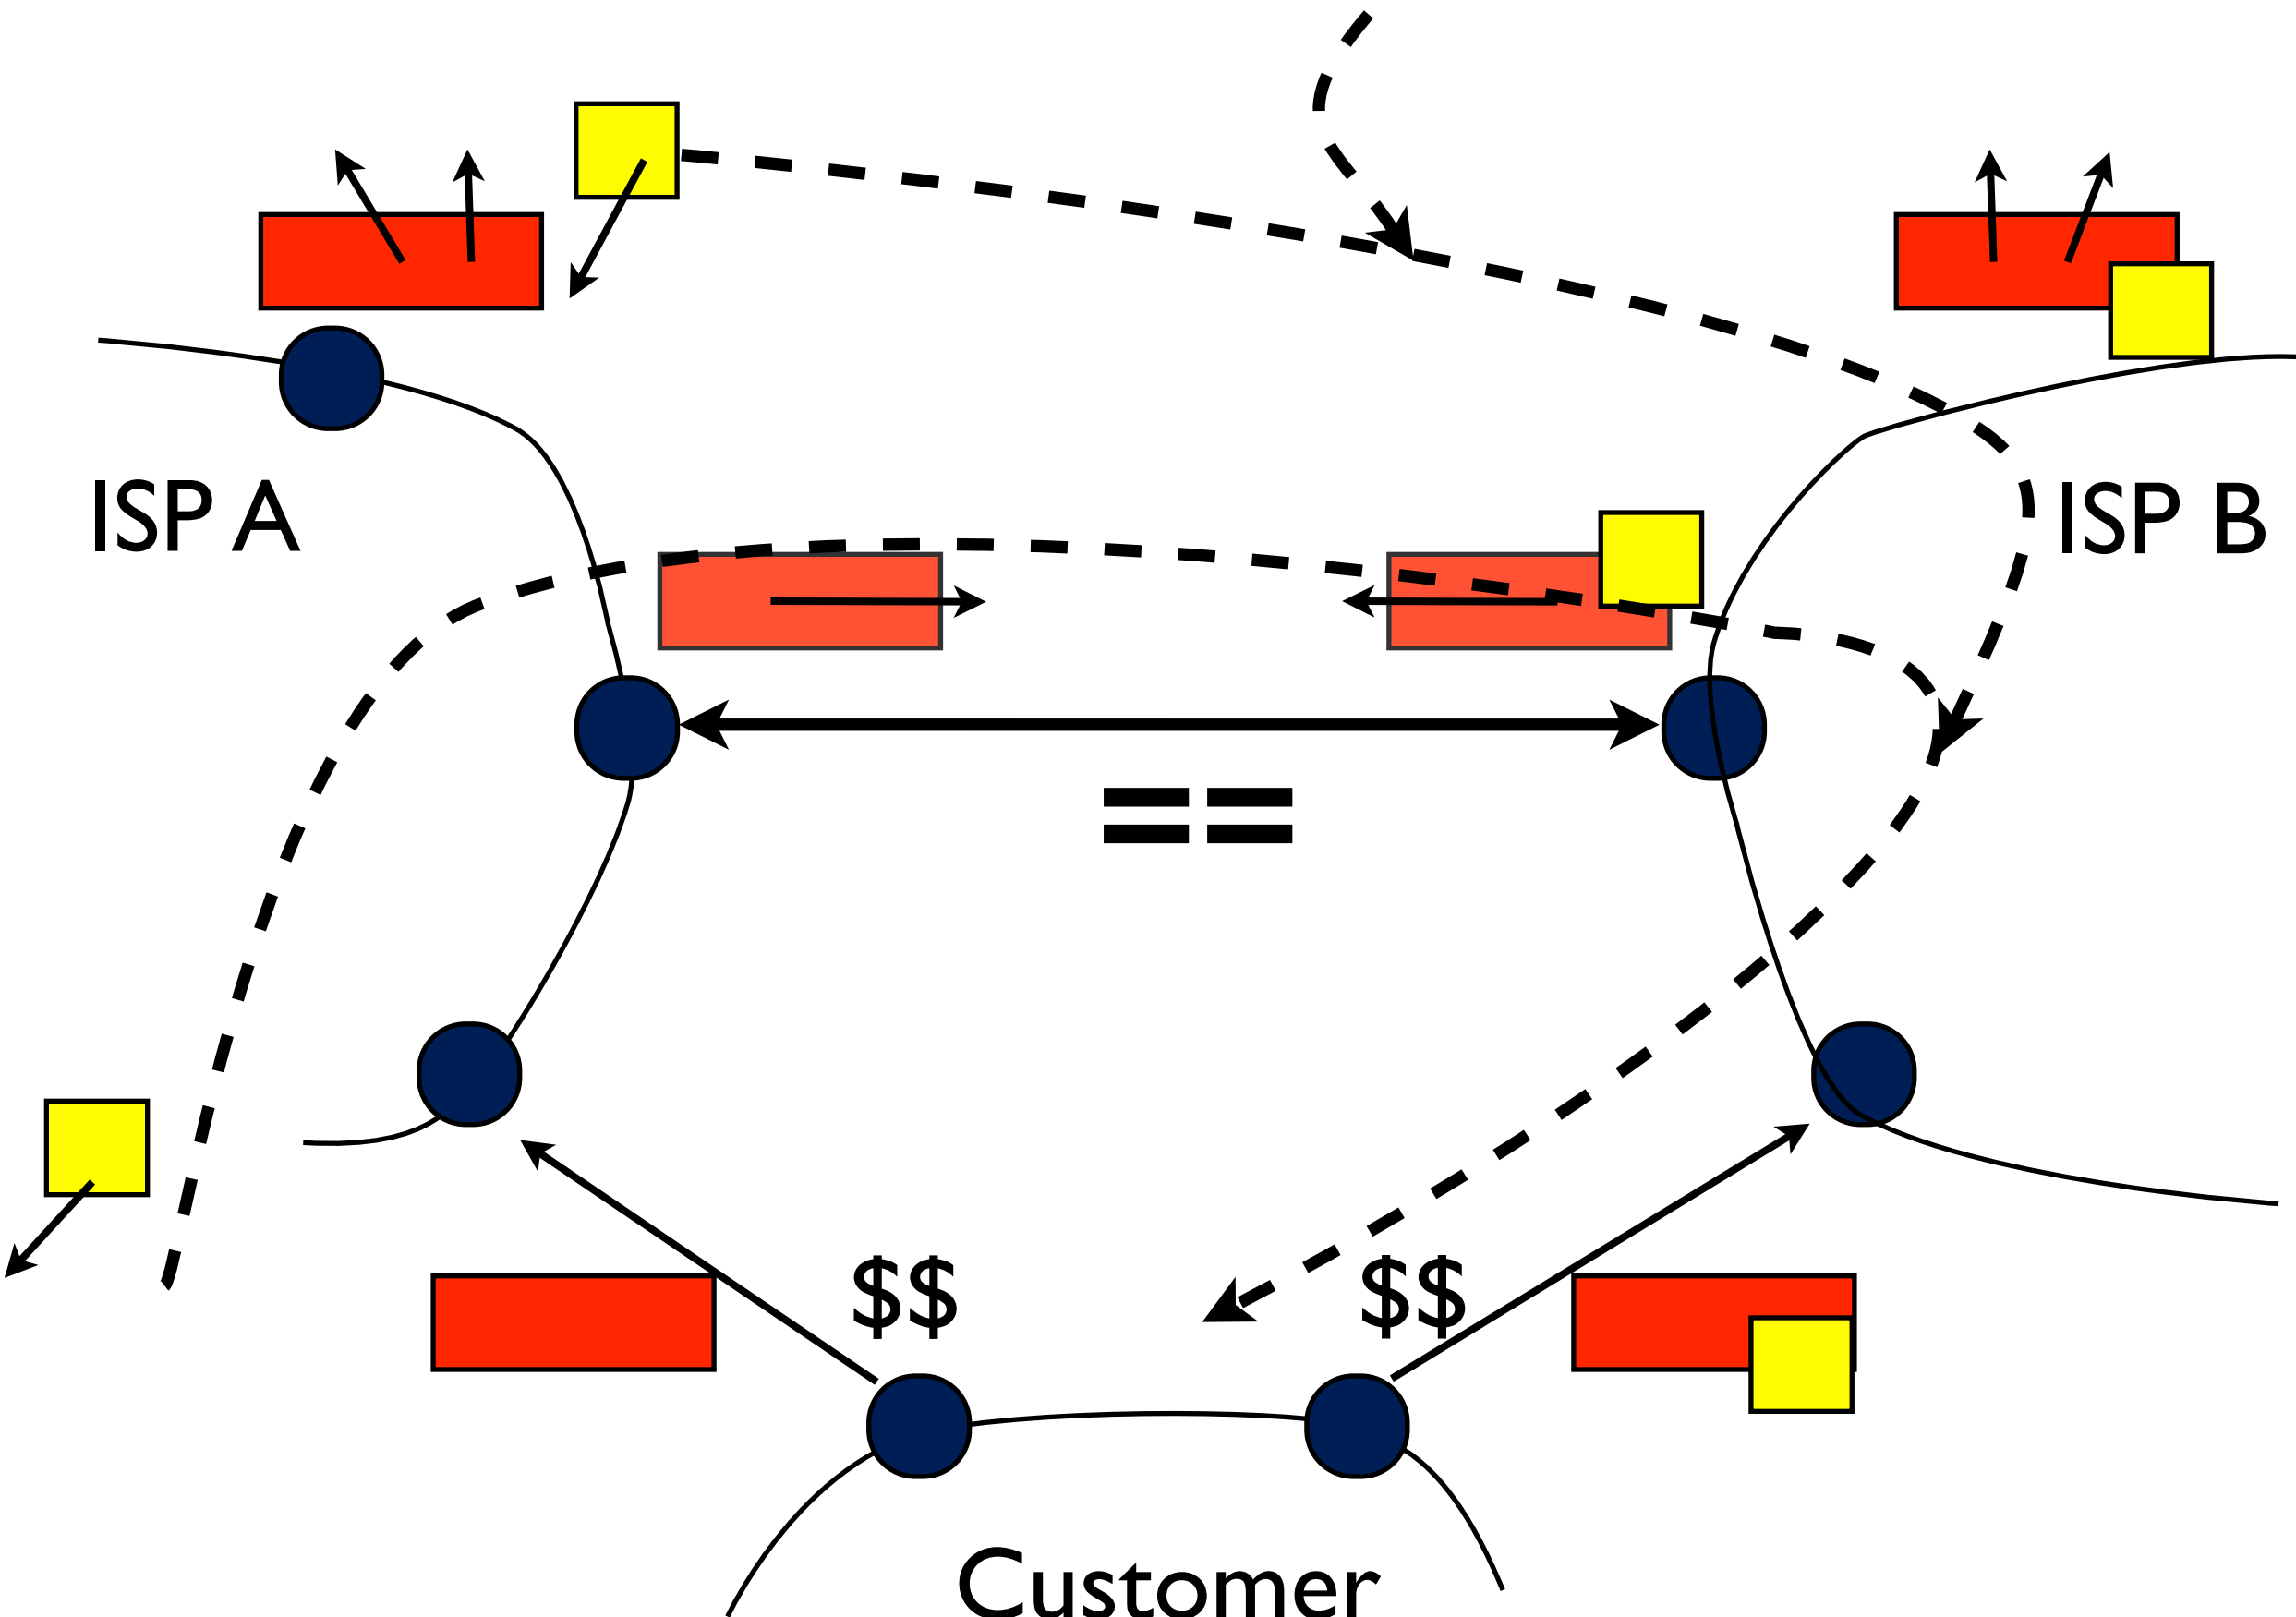 ISP A
ISP B
==
$$
$$
Customer